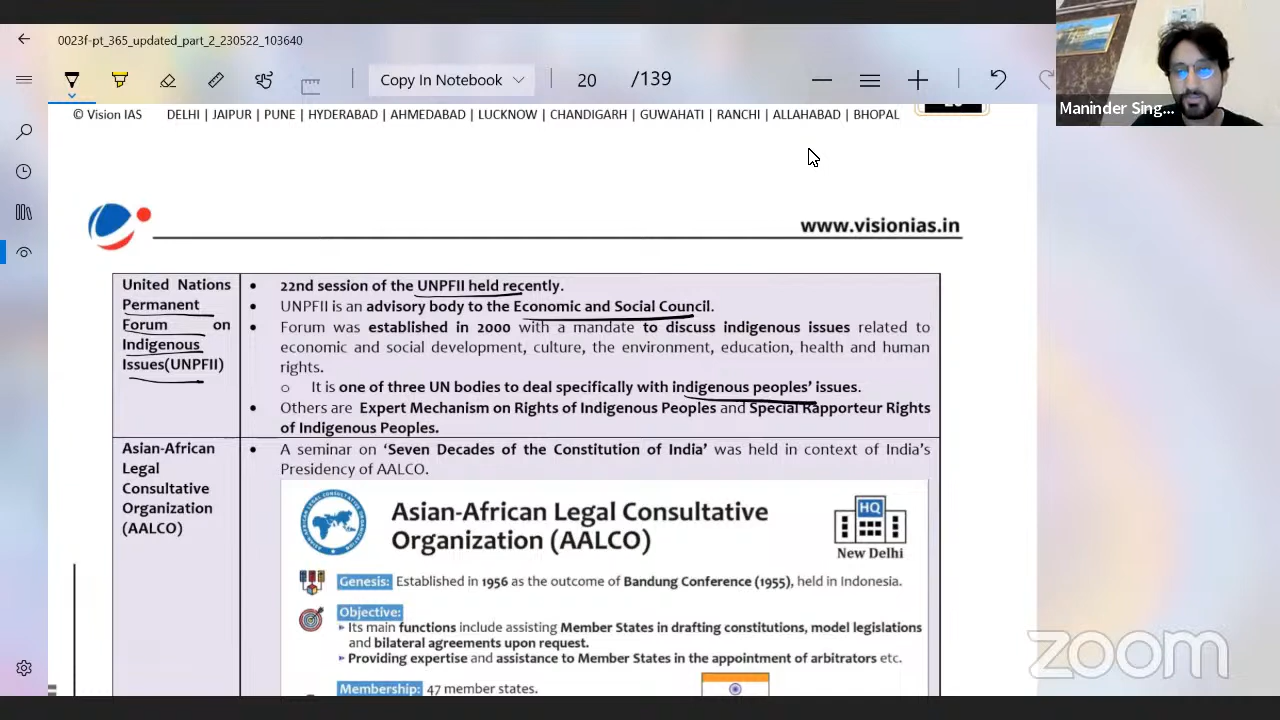 0023f-pt_365_updated_part_2_230522_103640
Copy In Notebook
20 /139
Maninder Sing...
© Vision IAS DELHI | JAIPUR | PUNE | HYDERABAD | AHMEDABAD | LUCKNOW | CHANDIGARH | GUWAHATI | RANCHI | ALLAHABAD | BHOPAL
www.visionias.in
United Nations
Permanent
Forum on
Indigenous
Issues(UNPFII)
• 22nd session of the UNPFII held recently.
• UNPFII is an advisory body to the Economic and Social Council.
• Forum was established in 2000 with a mandate to discuss indigenous issues related to
economic and social development, culture, the environment, education, health and human
rights.
o It is one of three UN bodies to deal specifically with indigenous peoples' issues.
• Others are Expert Mechanism on Rights of Indigenous Peoples and Special Rapporteur Rights
of Indigenous Peoples.
Asian-African
Legal
Consultative
Organization
(AALCO)
• A seminar on 'Seven Decades of the Constitution of India' was held in context of India's
Presidency of AALCO.
Asian-African Legal Consultative
Organization (AALCO)
HQ
New Delhi
Genesis: Established in 1956 as the outcome of Bandung Conference (1955), held in Indonesia.
Objective:
Its main functions include assisting Member States in drafting constitutions, model legislations
and bilateral agreements upon request.
Providing expertise and assistance to Member States in the appointment of arbitrators etc.
Membership: 47 member states.
zoom